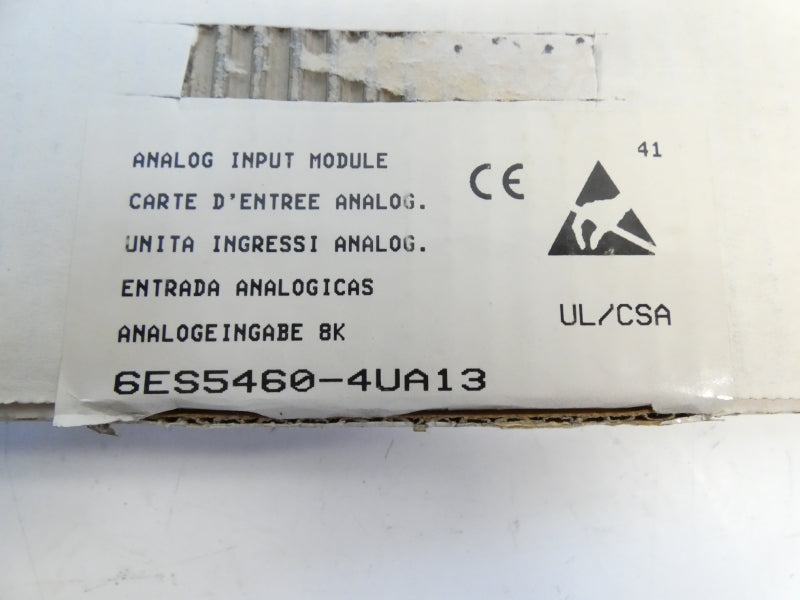 ANALOG INPUT MODULE
CARTE D'ENTREE ANALOG.
UNITA INGRESSI ANALOG.
ENTRADA ANALOGICAS
ANALOGEINGABE 8K
6ES5460-4UA13
CE
41
UL/CSA